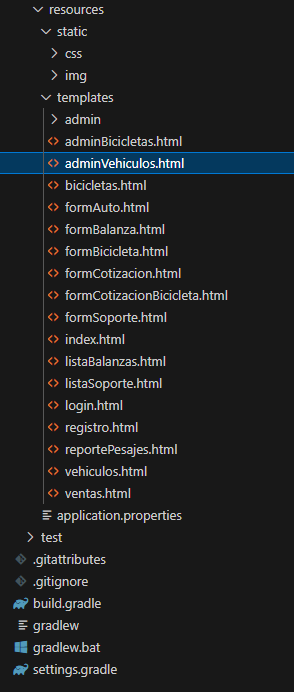 resources
static
css
img
templates
admin
adminBicicletas.html
adminVehiculos.html
bicicletas.html
formAuto.html
formBalanza.html
formBicicleta.html
formCotizacion.html
formCotizacionBicicleta.html
formSoporte.html
index.html
listaBalanzas.html
listaSoporte.html
login.html
registro.html
reportePesajes.html
vehiculos.html
ventas.html
application.properties
test
.gitattributes
.gitignore
build.gradle
gradlew
gradlew.bat
settings.gradle